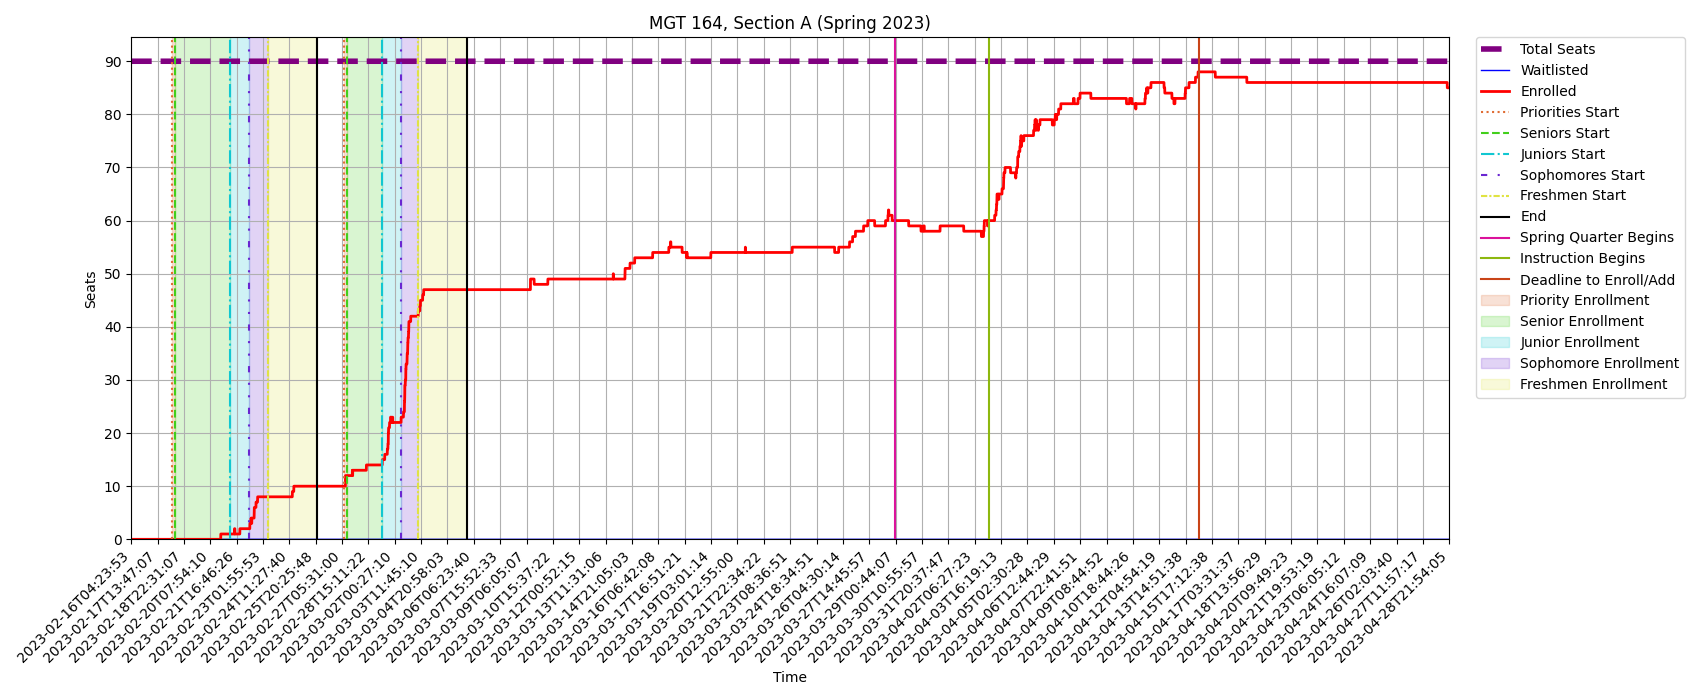 MGT 164, Section A (Spring 2023)
Seats
90
80
70
60
50
40
30
20
10
0
2023-02-16T04:23:53
2023-02-17T13:47:07
2023-02-18T22:31:07
2023-02-20T07:54:10
2023-02-21T16:46:26
2023-02-23T01:55:53
2023-02-24T11:27:40
2023-02-25T20:25:48
2023-02-27T05:31:00
2023-02-28T15:11:22
2023-03-02T00:27:10
2023-03-03T11:45:10
2023-03-04T20:58:03
2023-03-06T06:23:40
2023-03-07T15:52:33
2023-03-09T06:05:07
2023-03-10T15:37:22
2023-03-12T00:52:15
2023-03-13T11:31:06
2023-03-14T21:05:03
2023-03-16T06:42:08
2023-03-17T16:51:21
2023-03-19T03:01:14
2023-03-20T12:55:00
2023-03-21T22:34:22
2023-03-23T08:36:51
2023-03-24T18:34:51
2023-03-26T04:30:14
2023-03-27T14:45:57
2023-03-29T00:44:07
2023-03-30T10:55:57
2023-03-31T20:37:47
2023-04-02T06:27:23
2023-04-03T16:19:13
2023-04-05T02:30:28
2023-04-06T12:44:29
2023-04-07T22:41:51
2023-04-09T08:44:52
2023-04-10T18:44:26
2023-04-12T04:54:19
2023-04-13T14:51:38
2023-04-15T17:12:38
2023-04-17T03:31:37
2023-04-18T13:56:29
2023-04-20T09:49:23
2023-04-21T19:53:19
2023-04-23T06:05:12
2023-04-24T16:07:09
2023-04-26T02:03:40
2023-04-27T11:57:17
2023-04-28T21:54:05
Time
Total Seats
Waitlisted
Enrolled
Priorities Start
Seniors Start
Juniors Start
Sophomores Start
Freshmen Start
End
Spring Quarter Begins
Instruction Begins
Deadline to Enroll/Add
Priority Enrollment
Senior Enrollment
Junior Enrollment
Sophomore Enrollment
Freshmen Enrollment